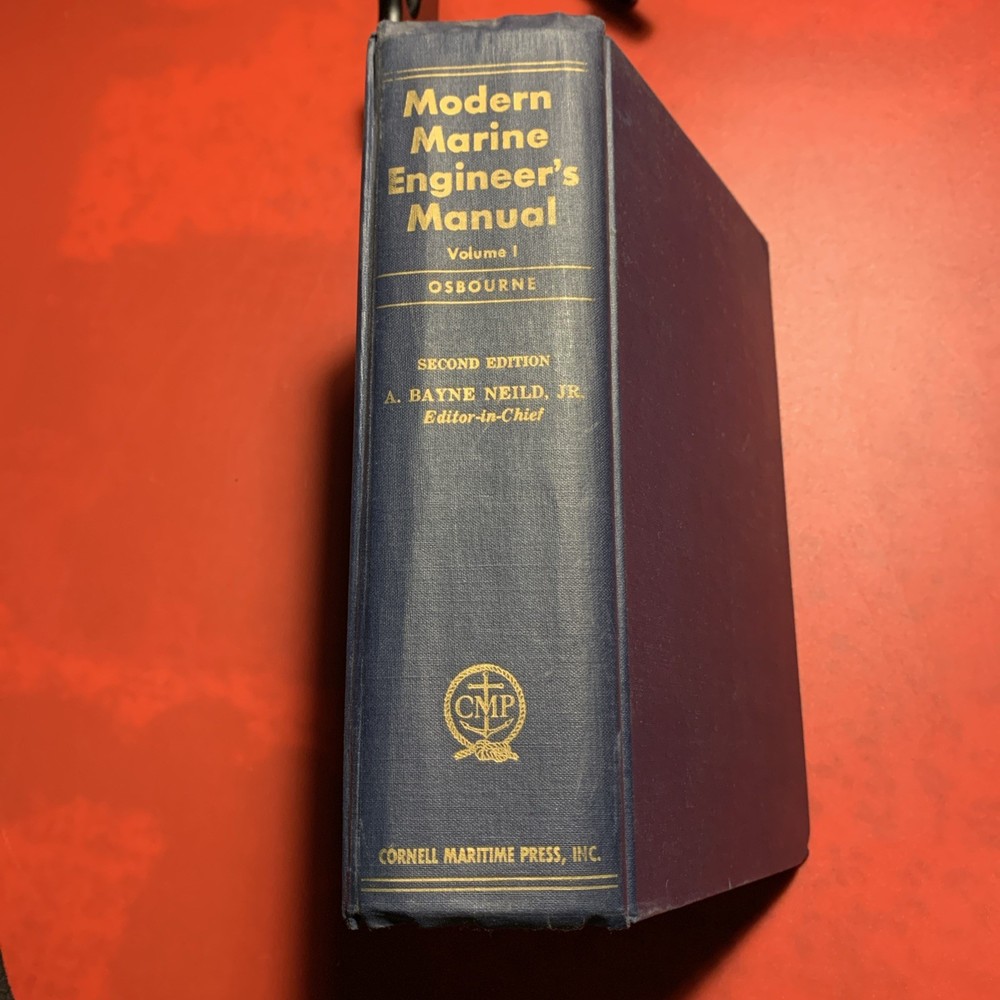 Modern
Marine
Engineer's
Manual
Volume I
OSBOURNE
SECOND EDITION
A. BAYNE NEILD, JR.
Editor-in-Chief
CMP
CORNELL MARITIME PRESS, INC.